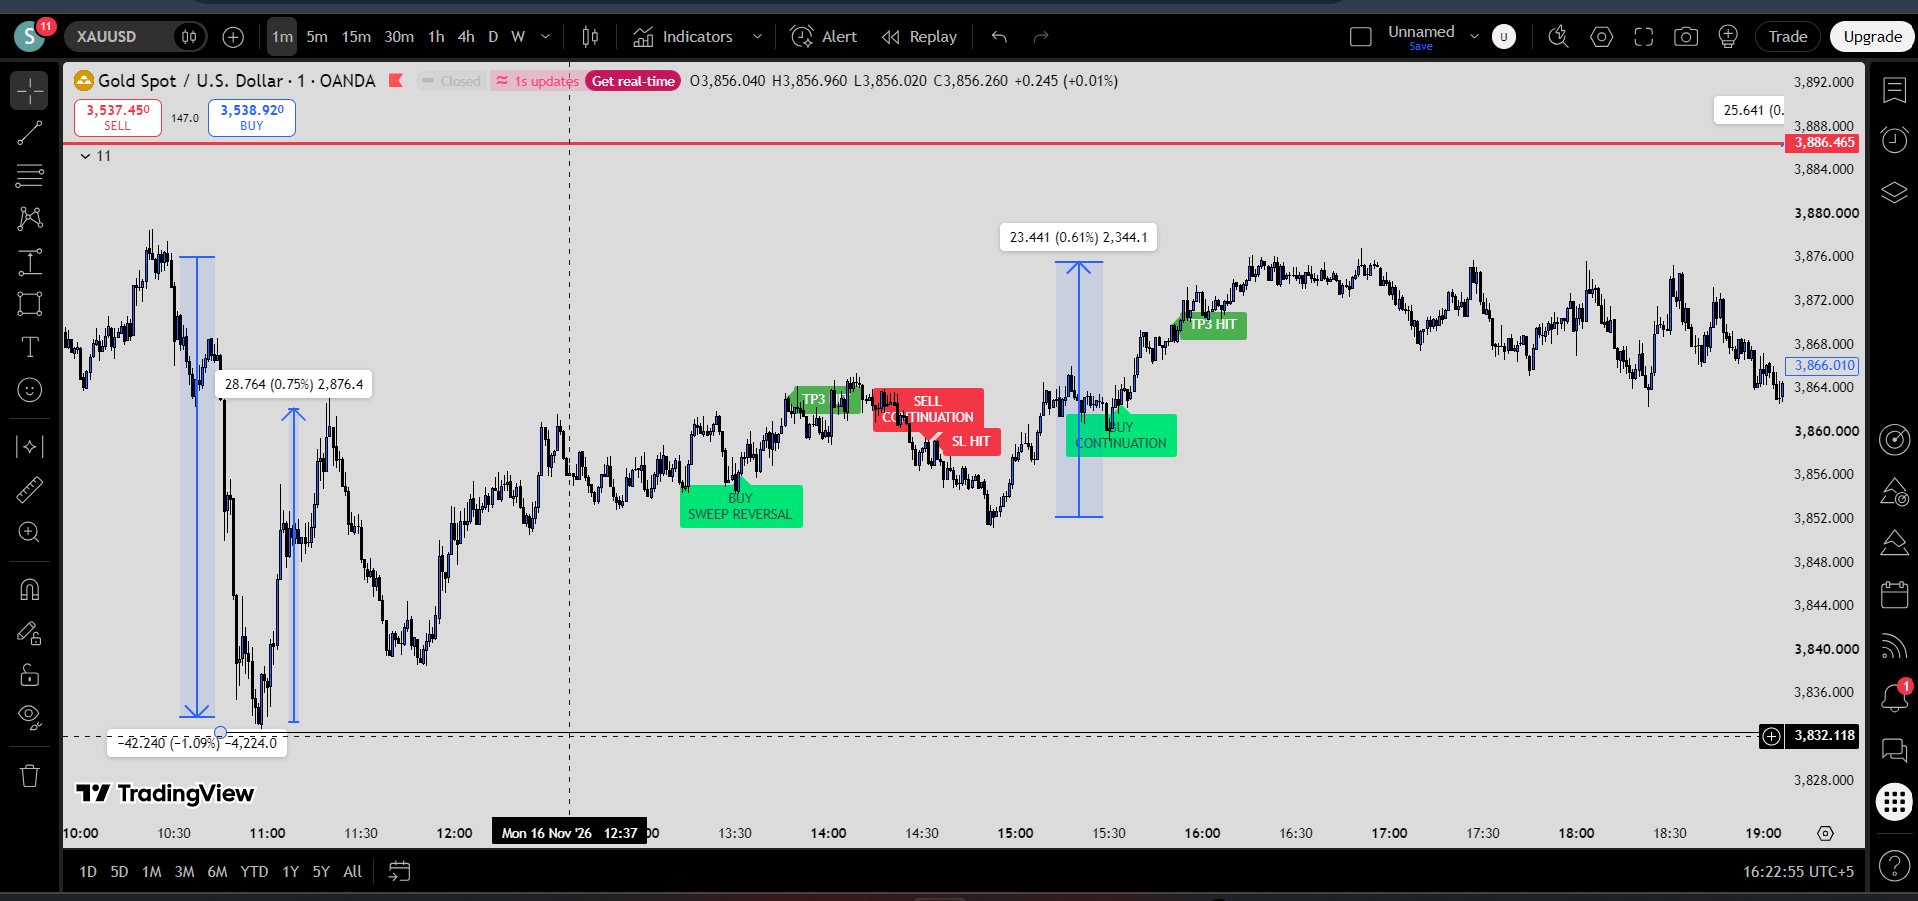 S
11
XAUUSD
1m 5m 15m 30m 1h 4h D W
Indicators
Alert
Replay
Unnamed
Save
U
Trade
Upgrade
Gold Spot / U.S. Dollar · 1 · OANDA
Closed
1s updates
Get real-time
O3,856.040 H3,856.960 L3,856.020 C3,856.260 +0.245 (+0.01%)
3,537.450
SELL
147.0
3,538.920
BUY
11
25.641 (0.
3,892.000
3,888.000
3,886.465
3,884.000
3,880.000
3,876.000
3,872.000
3,868.000
3,866.010
3,864.000
3,860.000
3,856.000
3,852.000
3,848.000
3,844.000
3,840.000
3,836.000
3,832.118
3,828.000
23.441 (0.61%) 2,344.1
28.764 (0.75%) 2,876.4
−42.240 (−1.09%) −4,224.0
TP3
SELL
CONTINUATION
SL HIT
BUY
SWEEP REVERSAL
BUY
CONTINUATION
TP3 HIT
TradingView
10:00 10:30 11:00 11:30 12:00 Mon 16 Nov '26 12:37 13:30 14:00 14:30 15:00 15:30 16:00 16:30 17:00 17:30 18:00 18:30 19:00
1D 5D 1M 3M 6M YTD 1Y 5Y All
16:22:55 UTC+5
1